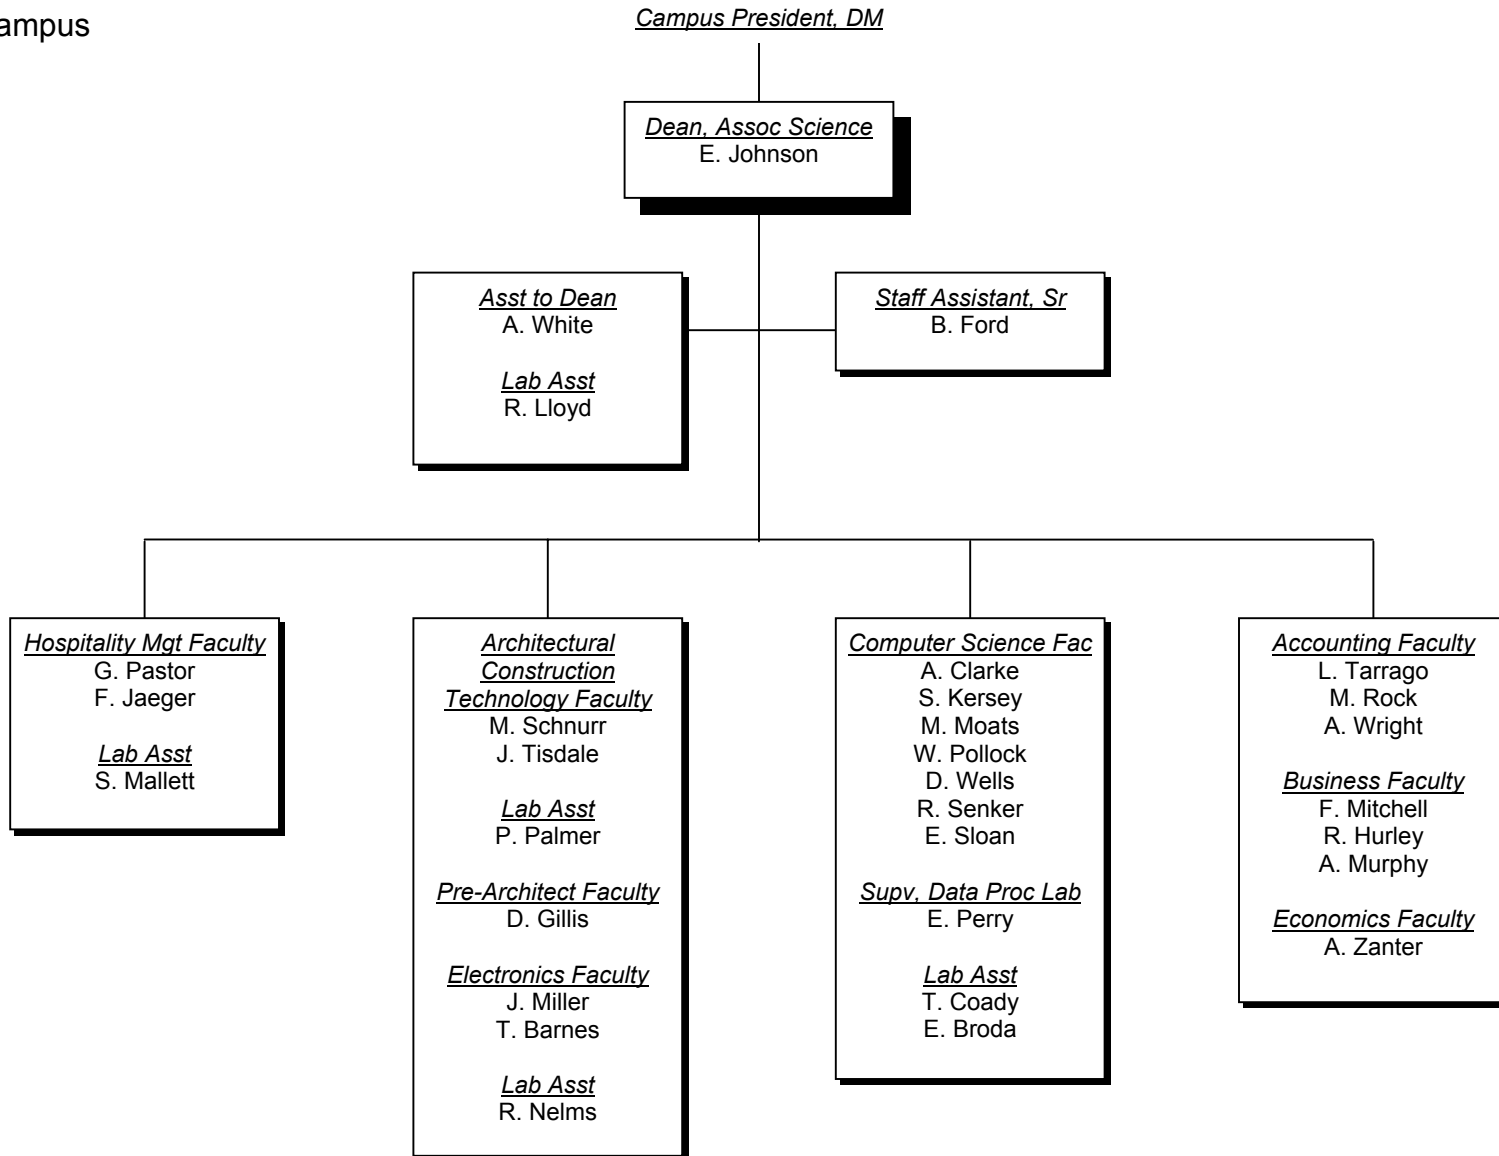 ampus
Campus President, DM
Dean, Assoc Science
E. Johnson
Asst to Dean
A. White
Lab Asst
R. Lloyd
Staff Assistant, Sr
B. Ford
Hospitality Mgt Faculty
G. Pastor
F. Jaeger
Lab Asst
S. Mallett
Architectural
Construction
Technology Faculty
M. Schnurr
J. Tisdale
Lab Asst
P. Palmer
Pre-Architect Faculty
D. Gillis
Electronics Faculty
J. Miller
T. Barnes
Lab Asst
R. Nelms
Computer Science Fac
A. Clarke
S. Kersey
M. Moats
W. Pollock
D. Wells
R. Senker
E. Sloan
Supv, Data Proc Lab
E. Perry
Lab Asst
T. Coady
E. Broda
Accounting Faculty
L. Tarrago
M. Rock
A. Wright
Business Faculty
F. Mitchell
R. Hurley
A. Murphy
Economics Faculty
A. Zanter